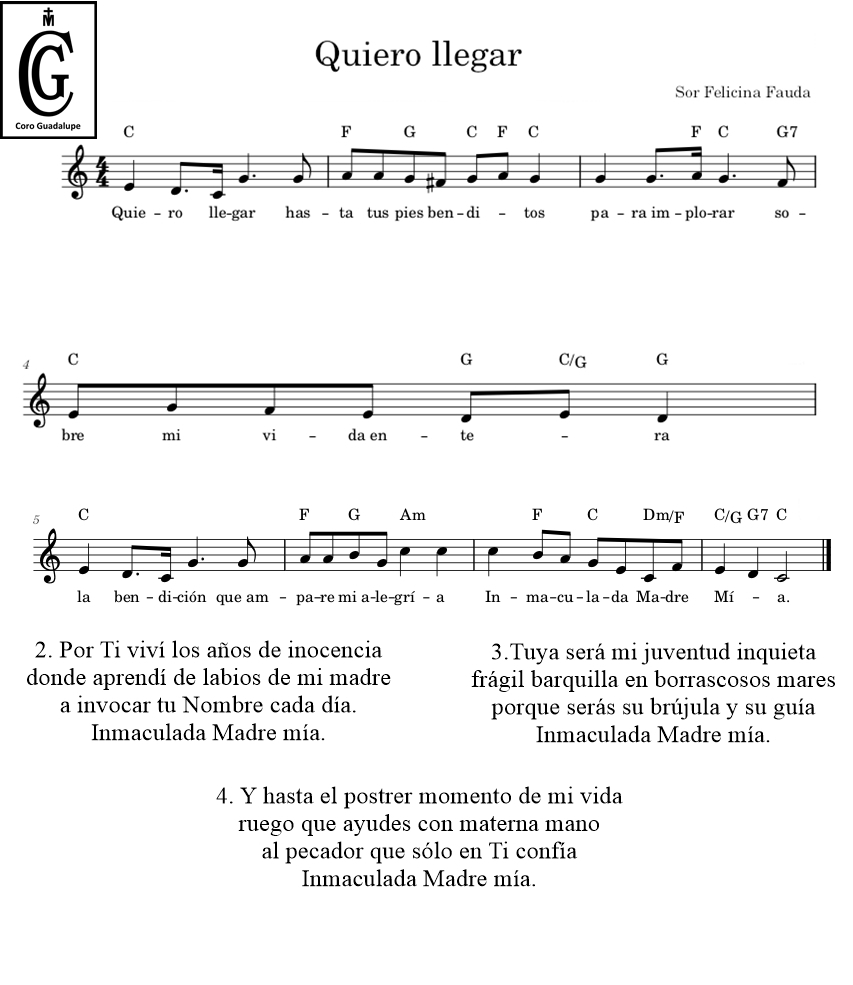 M
CG
Coro Guadalupe
Quiero llegar
Sor Felicina Fauda
C F G C F C F C G7
4
4
Quie – ro lle-gar has – ta tus pies ben – di – tos pa – ra im – plo-rar so –
4
C G C/G G
bre mi vi – da en – te – ra
5
C F G Am F C Dm/F C/G G7 C
la ben – di-ción que am – pa-re mi a-le-grí – a In – ma-cu-la-da Ma-dre Mí – a.
2. Por Ti viví los años de inocencia
donde aprendí de labios de mi madre
a invocar tu Nombre cada día.
Inmaculada Madre mía.
3.Tuya será mi juventud inquieta
frágil barquilla en borrascosos mares
porque serás su brújula y su guía
Inmaculada Madre mía.
4. Y hasta el postrer momento de mi vida
ruego que ayudes con materna mano
al pecador que sólo en Ti confía
Inmaculada Madre mía.